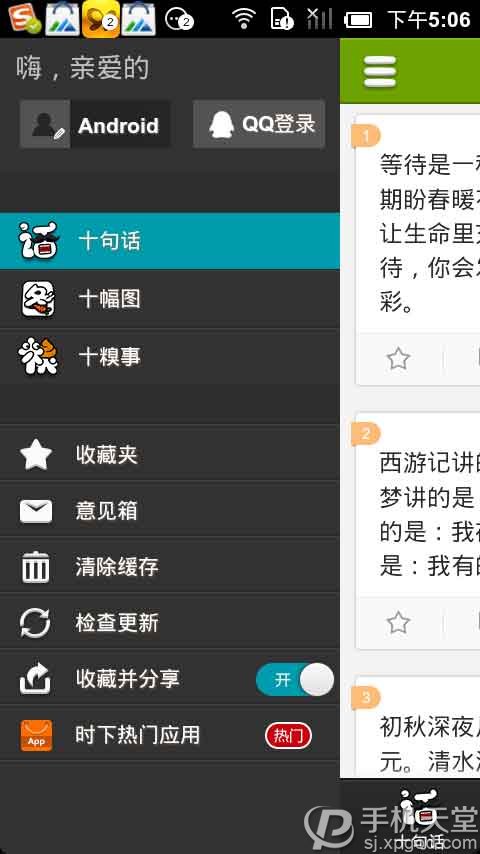 2
2
下午5:06
嗨，亲爱的
Android
QQ登录
话
十句话
十幅图
十糗事
收藏夹
意见箱
清除缓存
检查更新
收藏并分享
开
App
时下热门应用
热门
1
等待是一
期盼春暖
让生命里
待，你会
彩。
2
西游记讲
梦讲的是
的是：我
是：我有
3
初秋深夜
元。清水
话
十句话
手机天堂
sj.xpgod.com